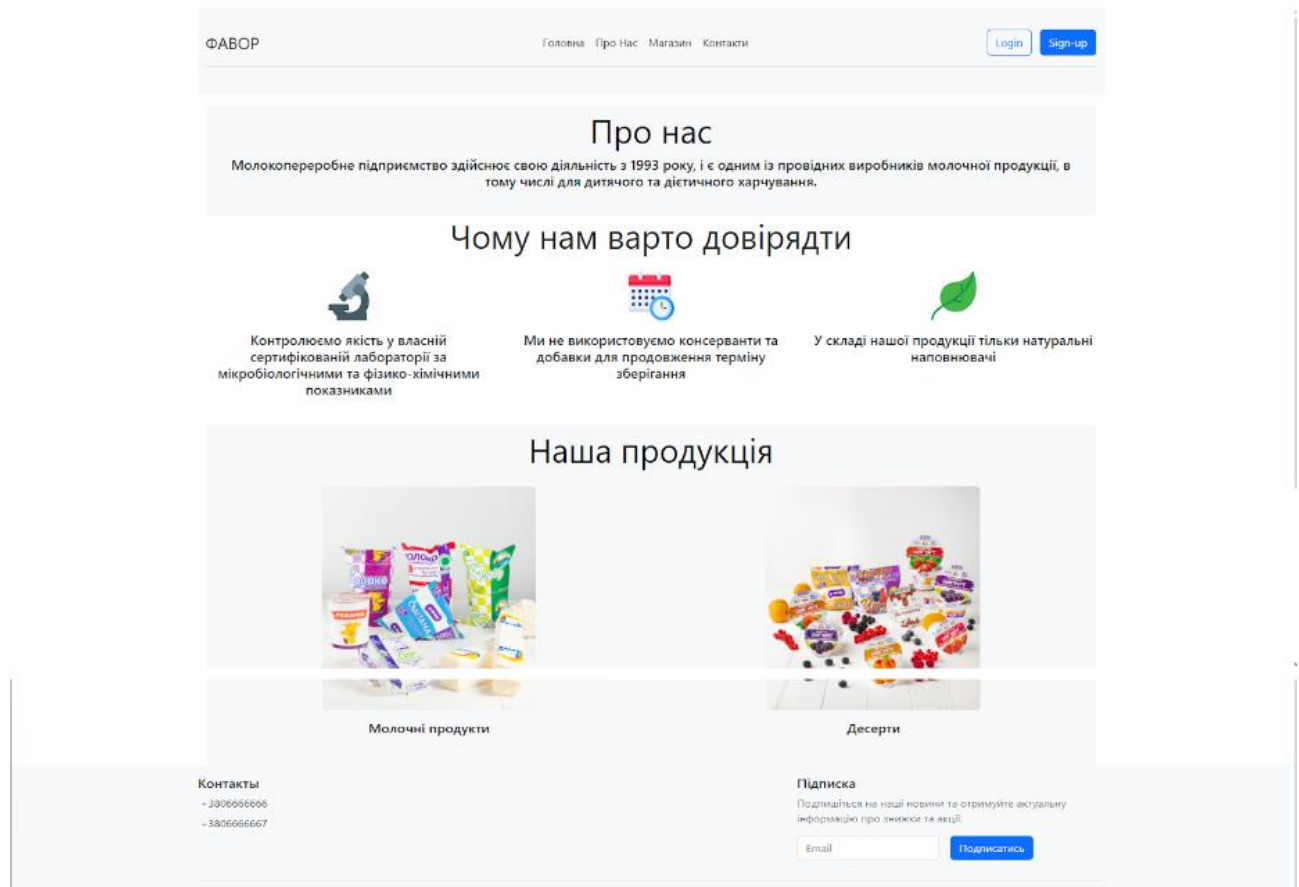 ФАВОР
Головна Про Нас Магазин Контакти
Login Sign-up
Про нас
Молокопереробне підприємство здійснює свою діяльність з 1993 року, і є одним із провідних виробників молочної продукції, в
тому числі для дитячого та дієтичного харчування.
Чому нам варто довірядти
Контролюємо якість у власній
сертифікованій лабораторії за
мікробіологічними та фізико-хімічними
показниками
Ми не використовуємо консерванти та
добавки для продовження терміну
зберігання
У складі нашої продукції тільки натуральні
наповнювачі
Наша продукція
Молочні продукти
Десерти
Контакты
+3806666666
+3806666667
Підписка
Подпишіться на наші новини та отримуйте актуальну
інформацію про знижки та акції.
Email
Подписатись